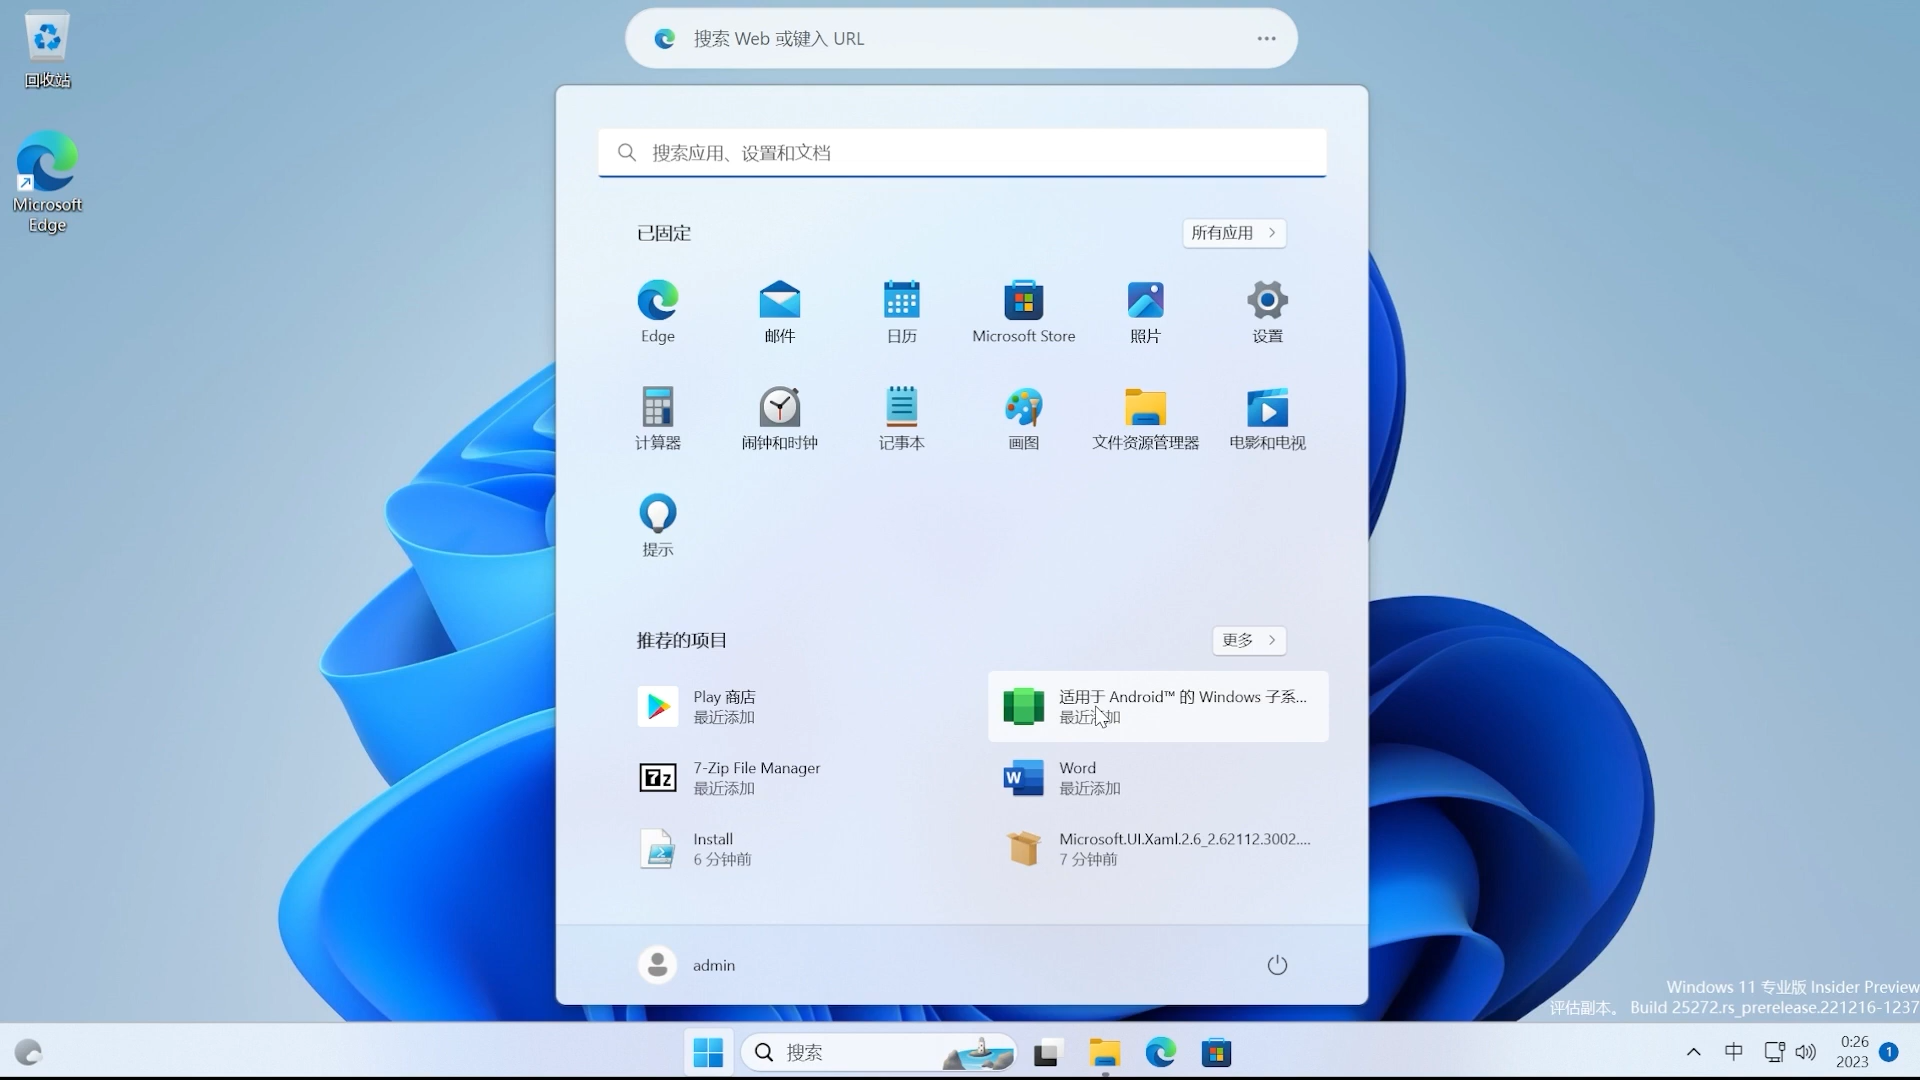 回收站
Microsoft
Edge
搜索 Web 或键入 URL
搜索应用、设置和文档
已固定
所有应用
Edge
邮件
日历
Microsoft Store
照片
设置
计算器
闹钟和时钟
记事本
画图
文件资源管理器
电影和电视
提示
推荐的项目
更多
Play 商店
最近添加
适用于 Android™ 的 Windows 子系...
最近添加
7-Zip File Manager
最近添加
Word
最近添加
Install
6 分钟前
Microsoft.UI.Xaml.2.6_2.62112.3002....
7 分钟前
admin
Windows 11 专业版 Insider Preview
评估副本。 Build 25272.rs_prerelease.221216-1237
搜索
中
0:26
2023
1